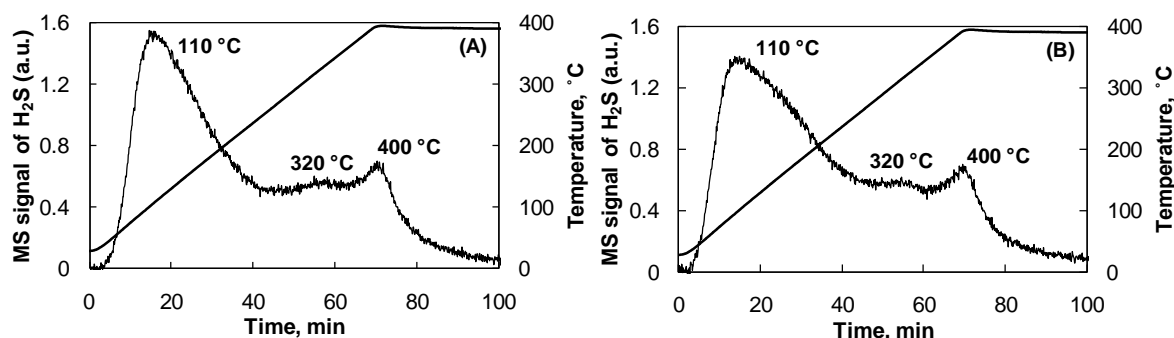 MS signal of H₂S (a.u.)
1.6
1.2
0.8
0.4
0
0 20 40 60 80 100
Time, min
400
300
200
100
0
Temperature, °C
110 °C
320 °C
400 °C
(A)
MS signal of H₂S (a.u.)
1.6
1.2
0.8
0.4
0
0 20 40 60 80 100
Time, min
400
300
200
100
0
Temperature, °C
110 °C
320 °C
400 °C
(B)